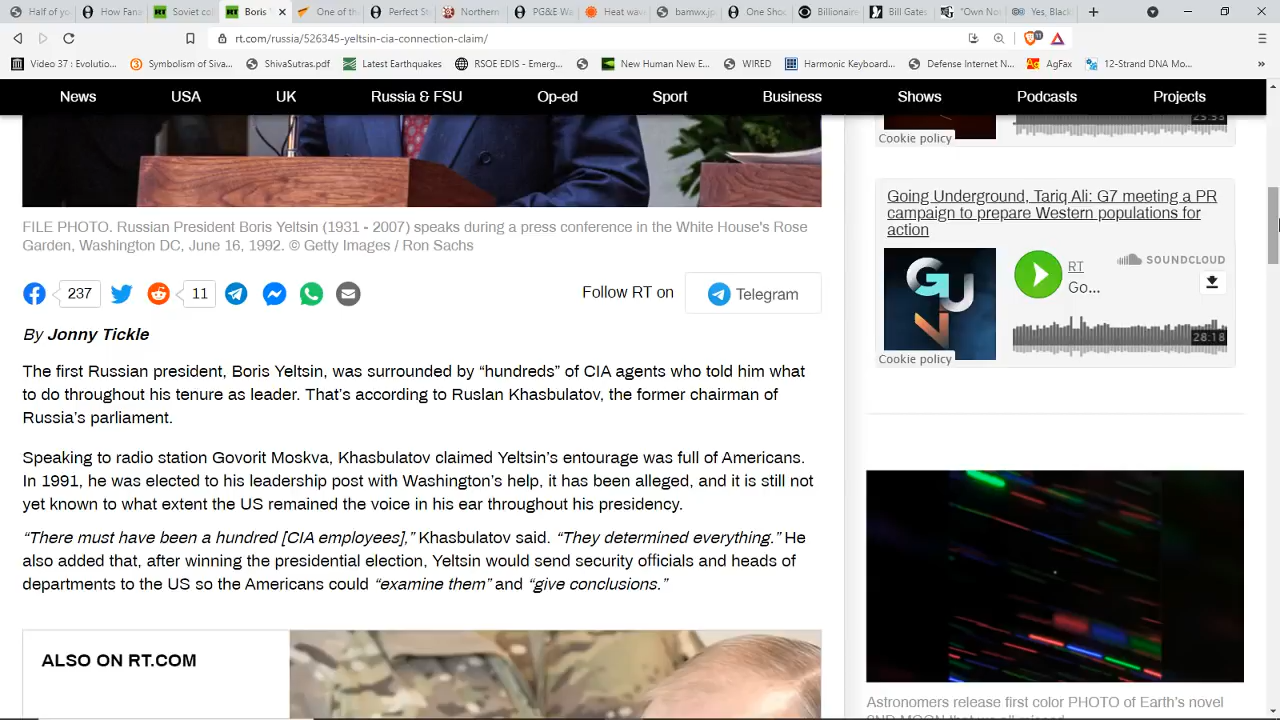 Half of yo
How Fans
Soviet col
Boris
One of th
Perfect St
Northern
PG&E Wa
Heat wave
bamwx.jp
One Shoc
Billionaire
Bill Gates
"Own No
Yes, Black
rt.com/russia/526345-yeltsin-cia-connection-claim/
Video 37 : Evolutio...
Symbolism of Siva...
ShivaSutras.pdf
Latest Earthquakes
RSOE EDIS - Emerg...
New Human New E...
WIRED
Harmonic Keyboard...
Defense Internet N...
AgFax
12-Strand DNA Mo...
News
USA
UK
Russia & FSU
Op-ed
Sport
Business
Shows
Podcasts
Projects
25:53
Cookie policy
Going Underground, Tariq Ali: G7 meeting a PR
campaign to prepare Western populations for
action
SOUNDCLOUD
RT
Go...
28:18
Cookie policy
FILE PHOTO. Russian President Boris Yeltsin (1931 - 2007) speaks during a press conference in the White House's Rose
Garden, Washington DC, June 16, 1992. © Getty Images / Ron Sachs
237
11
Follow RT on
Telegram
By Jonny Tickle
The first Russian president, Boris Yeltsin, was surrounded by “hundreds” of CIA agents who told him what
to do throughout his tenure as leader. That’s according to Ruslan Khasbulatov, the former chairman of
Russia’s parliament.
Speaking to radio station Govorit Moskva, Khasbulatov claimed Yeltsin’s entourage was full of Americans.
In 1991, he was elected to his leadership post with Washington’s help, it has been alleged, and it is still not
yet known to what extent the US remained the voice in his ear throughout his presidency.
“There must have been a hundred [CIA employees],” Khasbulatov said. “They determined everything.” He
also added that, after winning the presidential election, Yeltsin would send security officials and heads of
departments to the US so the Americans could “examine them” and “give conclusions.”
ALSO ON RT.COM
Astronomers release first color PHOTO of Earth's novel